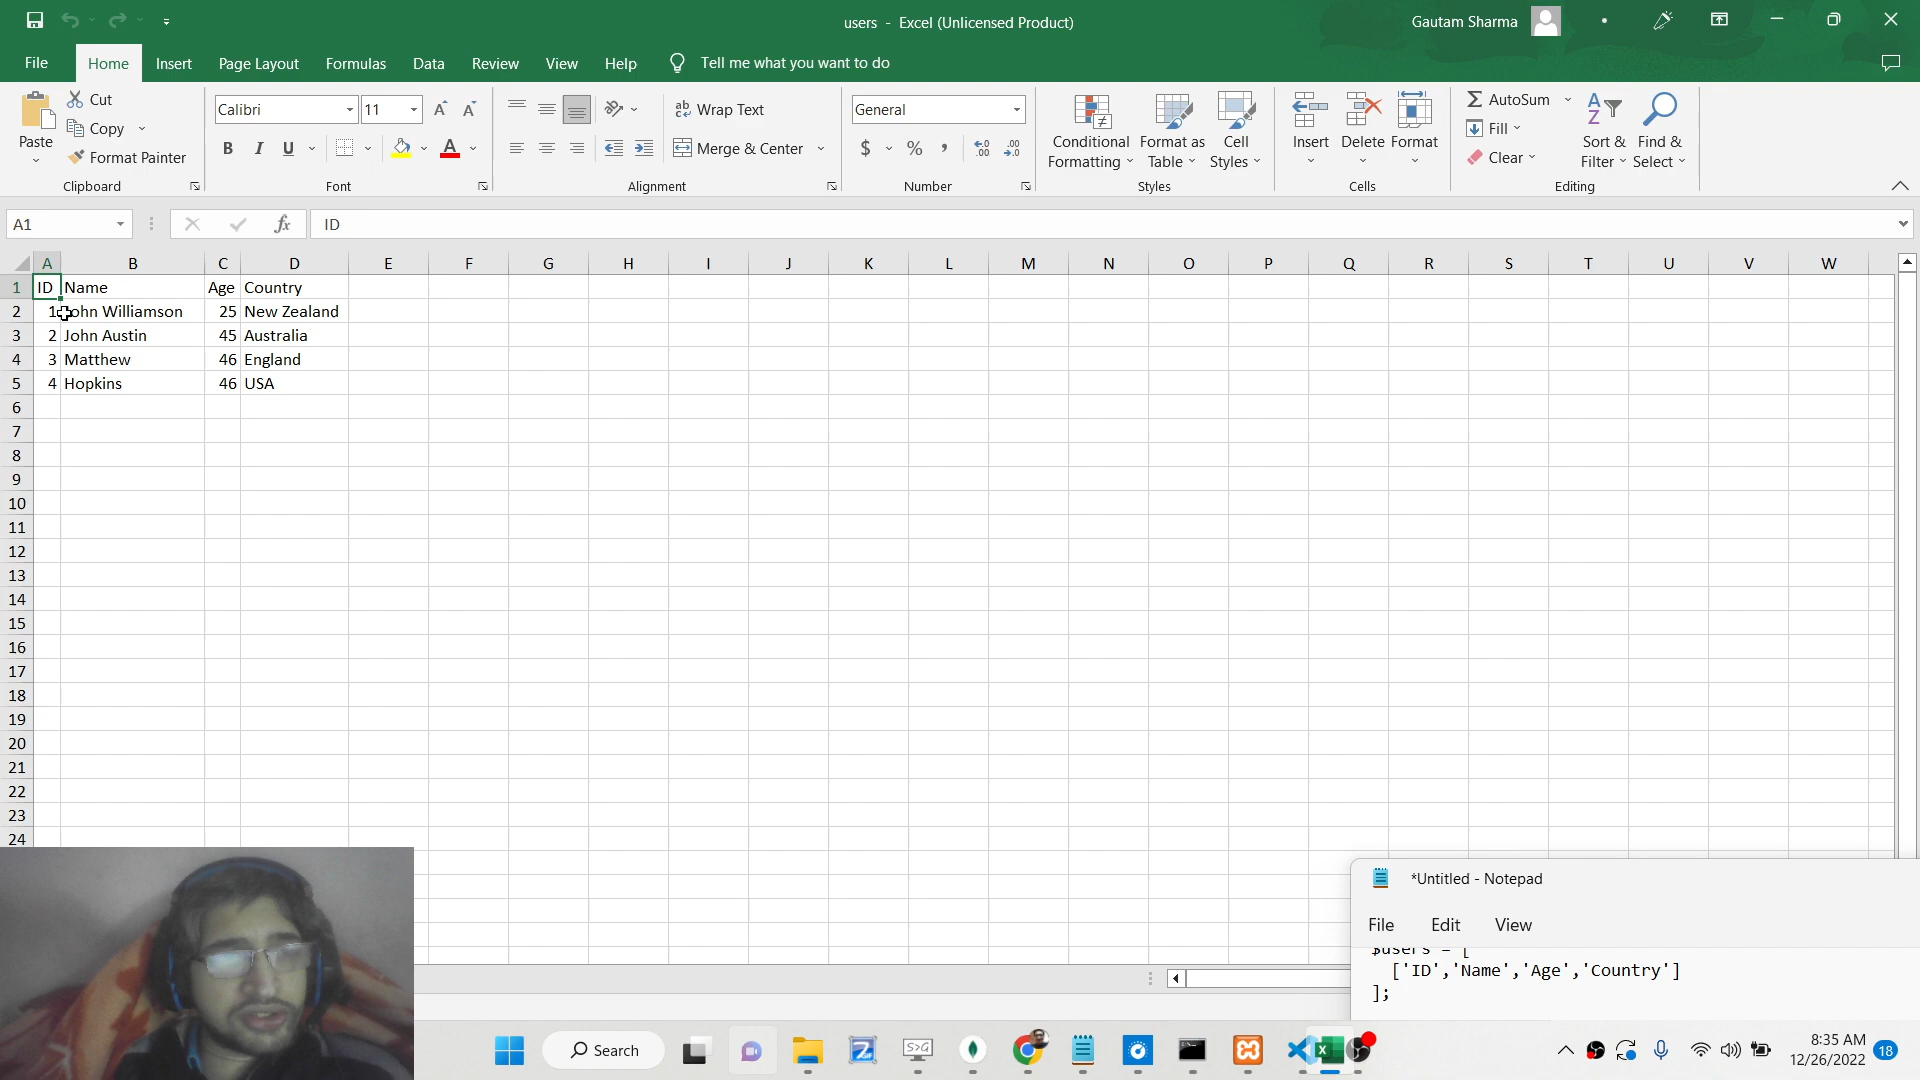 users - Excel (Unlicensed Product)
Gautam Sharma
File Home Insert Page Layout Formulas Data Review View Help Tell me what you want to do
Paste
Cut
Copy
Format Painter
Clipboard
Calibri 11
B I U A
Font
Wrap Text
Merge & Center
Alignment
General
$ % ,
Number
Conditional Formatting
Format as Table
Cell Styles
Styles
Insert Delete Format
Cells
AutoSum
Fill
Clear
Sort & Filter
Find & Select
Editing
A1 fx ID
A B C D E F G H I J K L M N O P Q R S T U V W
1 ID Name Age Country
2 1 John Williamson 25 New Zealand
3 2 John Austin 45 Australia
4 3 Matthew 46 England
5 4 Hopkins 46 USA
6
7
8
9
10
11
12
13
14
15
16
17
18
19
20
21
22
23
24
*Untitled - Notepad
File Edit View
$users = [
['ID','Name','Age','Country']
];
Search
8:35 AM
12/26/2022
18